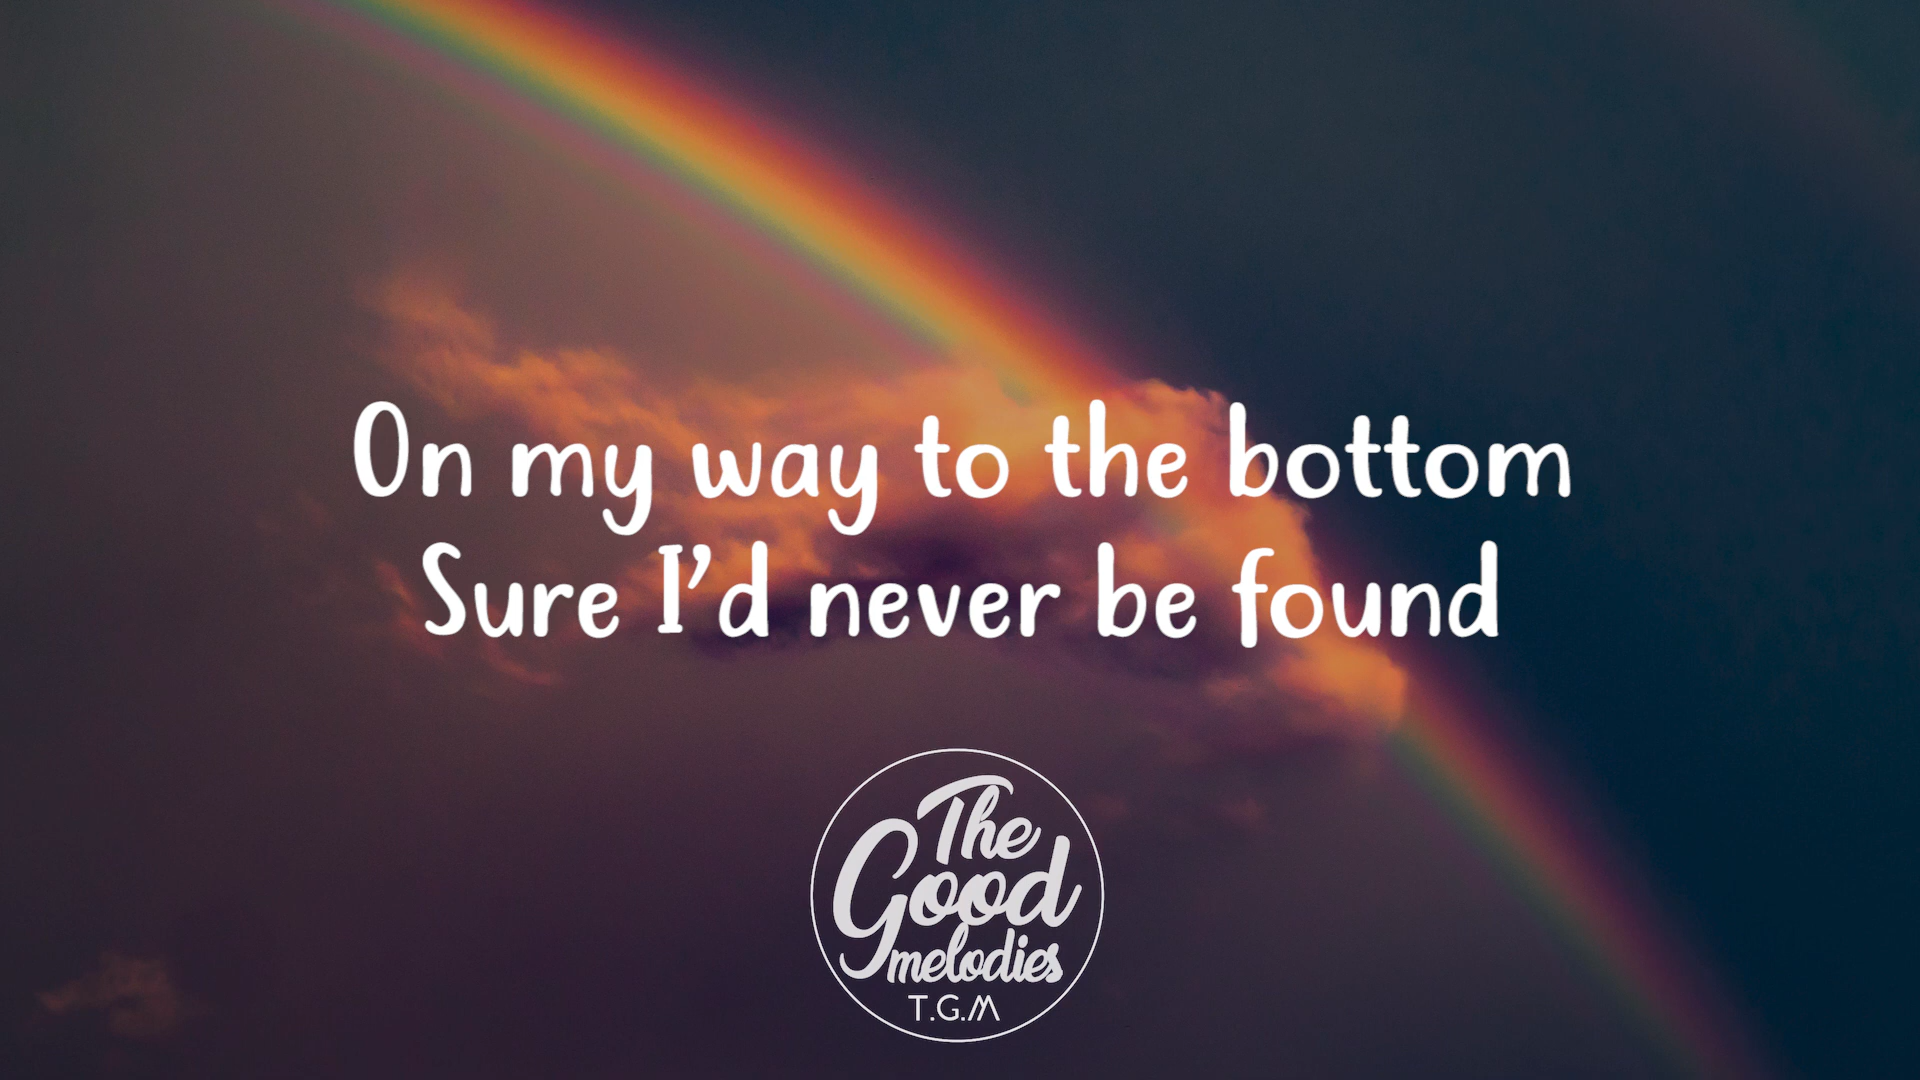 On my way to the bottom
Sure I'd never be found
The
Good
melodies
T.G.M